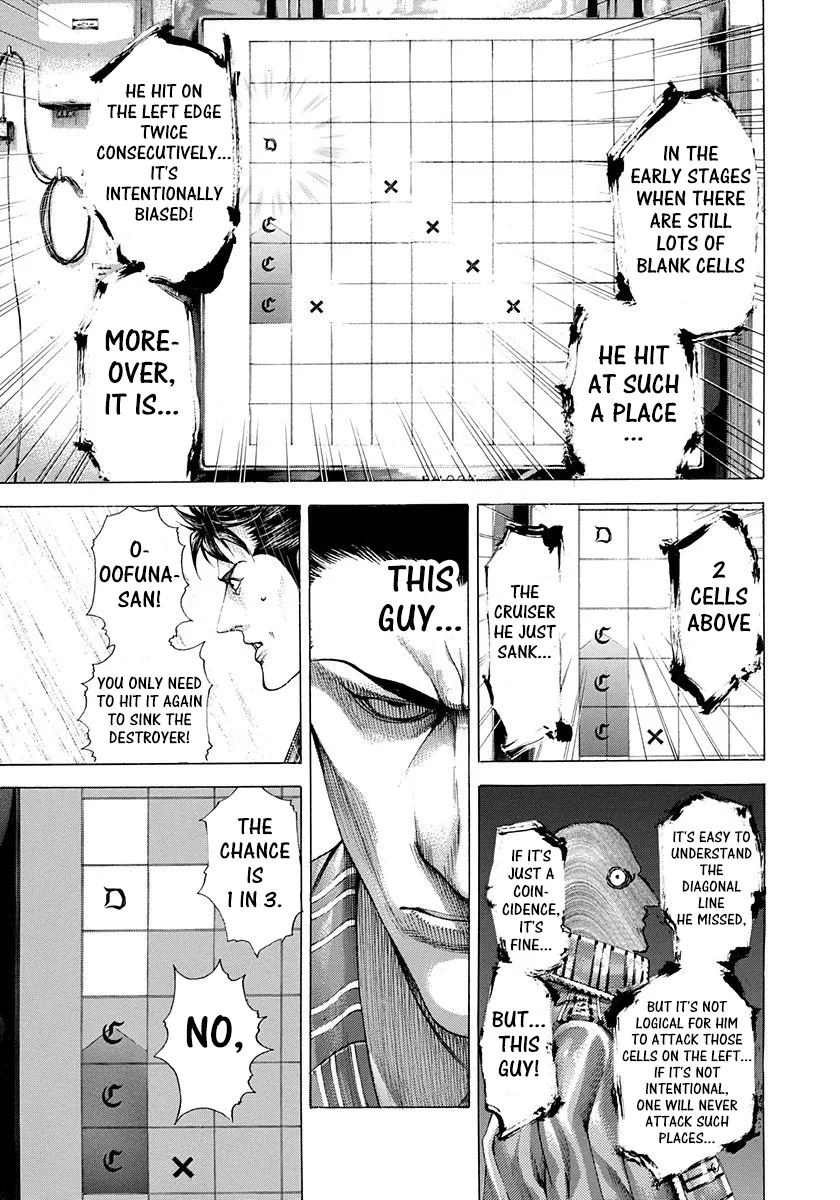 IN THE
EARLY STAGES
WHEN THERE
ARE STILL
LOTS OF
BLANK CELLS
HE HIT
AT SUCH
A PLACE
...
HE HIT ON
THE LEFT EDGE
TWICE
CONSECUTIVELY...
IT'S
INTENTIONALLY
BIASED!
MORE-
OVER,
IT IS...
D
C
C
C
×
×
×
×
×
×
2
CELLS
ABOVE
THE
CRUISER
HE JUST
SANK...
D
C
C
C
×
THIS
GUY...
O-
OOFUNA-
SAN!
YOU ONLY NEED
TO HIT IT AGAIN
TO SINK THE
DESTROYER!
IT'S EASY TO
UNDERSTAND
THE
DIAGONAL
LINE
HE MISSED,
IF IT'S
JUST A
COIN-
CIDENCE,
IT'S
FINE...
BUT IT'S NOT
LOGICAL FOR HIM
TO ATTACK THOSE
CELLS ON THE LEFT...
IF IT'S NOT
INTENTIONAL,
ONE WILL NEVER
ATTACK SUCH
PLACES...
BUT...
THIS
GUY!
THE
CHANCE
IS
1 IN 3.
NO,
D
C
C
C
×